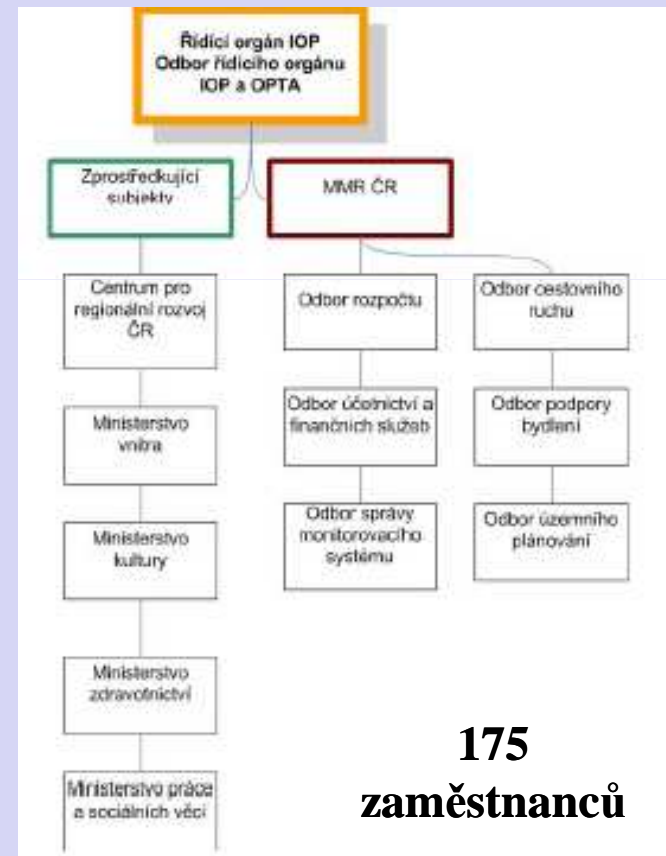 Řídící orgán IOP
Odbor řídicího orgánu
IOP a OPTA
Zprostředkující
subjekty
MMR ČR
Centrum pro
regionální rozvoj
ČR
Odbor rozpočtu
Odbor cestovního
ruchu
Ministerstvo
vnitra
Odbor účetnictví a
finančních služeb
Odbor podpory
bydlení
Ministerstvo
kultury
Odbor správy
monitorovacího
systému
Odbor územního
plánování
Ministerstvo
zdravotnictví
Ministerstvo práce
a sociálních věcí
175
zaměstnanců